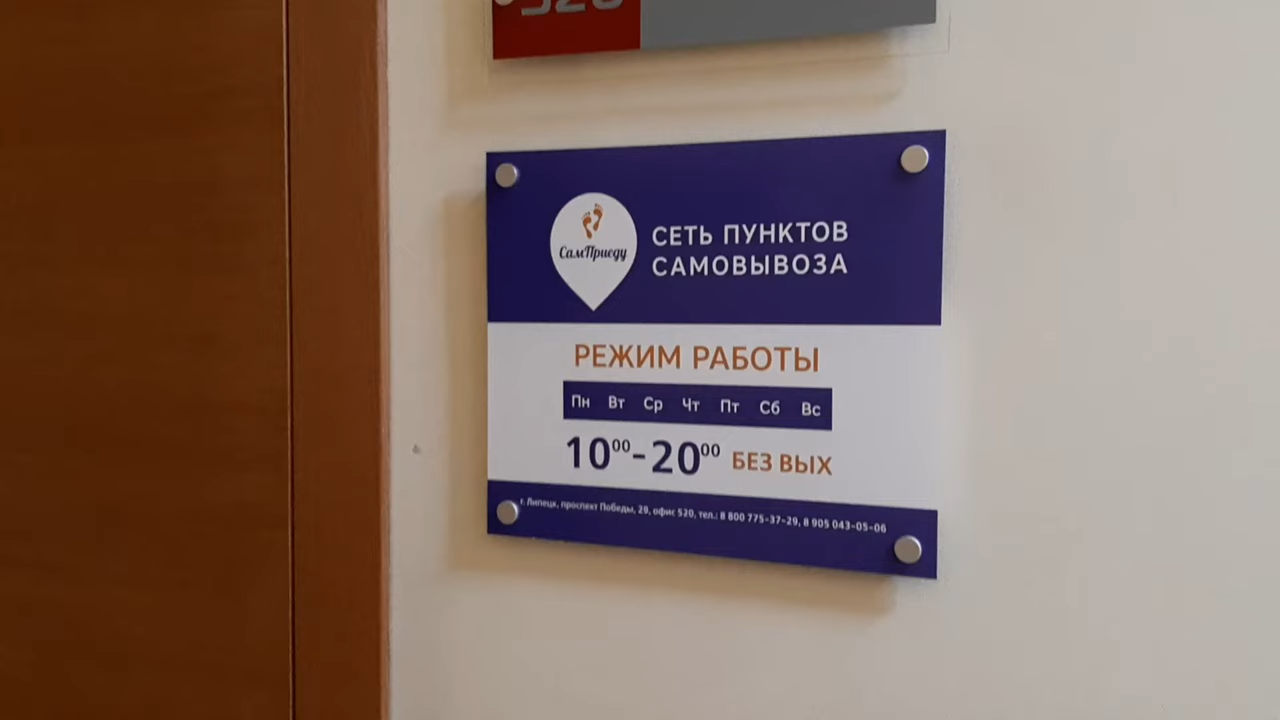 520
СамПриеду
СЕТЬ ПУНКТОВ
САМОВЫВОЗА
РЕЖИМ РАБОТЫ
Пн Вт Ср Чт Пт Сб Вс
10⁰⁰-20⁰⁰ БЕЗ ВЫХ
г. Липецк, проспект Победы, 29, офис 520, тел.: 8 800 775-37-29, 8 905 043-05-06